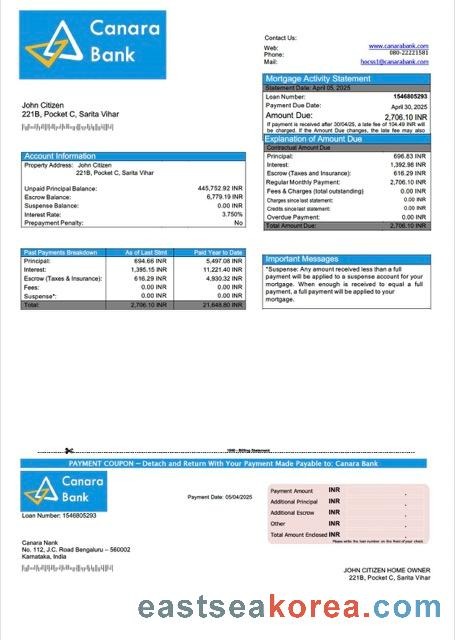 Canara
Bank
Contact Us:
Web: www.canarabank.com
Phone: 080-22221581
Mail: hocss1@canarabank.com
Mortgage Activity Statement
Statement Date: April 05, 2025
Loan Number: 1546805293
Payment Due Date: April 30, 2025
Amount Due: 2,706.10 INR
If payment is received after 30/04/25, a late fee of 104.49 INR will
be charged. If the Amount Due changes, the late fee may also
John Citizen
221B, Pocket C, Sarita Vihar
Explanation of Amount Due
Contractual Amount Due
Principal: 696.83 INR
Interest: 1,392.98 INR
Escrow (Taxes and Insurance): 616.29 INR
Regular Monthly Payment: 2,706.10 INR
Fees & Charges (total outstanding) 0.00 INR
Charges since last statement: 0.00 INR
Credits since last statement: 0.00 INR
Overdue Payment: 0.00 INR
Total Amount Due: 2,706.10 INR
Account Information
Property Address: John Citizen
221B, Pocket C, Sarita Vihar
Unpaid Principal Balance: 445,752.92 INR
Escrow Balance: 6,779.19 INR
Suspense Balance: 0.00 INR
Interest Rate: 3.750%
Prepayment Penalty: No
Past Payments Breakdown As of Last Stmt Paid Year to Date
Principal: 694.66 INR 5,497.08 INR
Interest: 1,395.15 INR 11,221.40 INR
Escrow (Taxes & Insurance): 616.29 INR 4,930.32 INR
Fees: 0.00 INR 0.00 INR
Suspense*: 0.00 INR 0.00 INR
Total: 2,706.10 INR 21,648.80 INR
Important Messages
*Suspense: Any amount received less than a full
payment will be applied to a suspense account for your
mortgage. When enough is received to equal a full
payment, a full payment will be applied to your
mortgage.
Billing Statement
PAYMENT COUPON – Detach and Return With Your Payment Made Payable to: Canara Bank
Canara
Bank
Loan Number: 1546805293
Payment Date: 05/04/2025
Payment Amount INR .
Additional Principal INR .
Additional Escrow INR .
Other INR .
Total Amount Enclosed INR .
Please write the loan number on the front of your check.
Canara Nank
No. 112, J.C. Road Bengaluru – 560002
Karnataka, India
JOHN CITIZEN HOME OWNER
221B, Pocket C, Sarita Vihar
eastseakorea.com